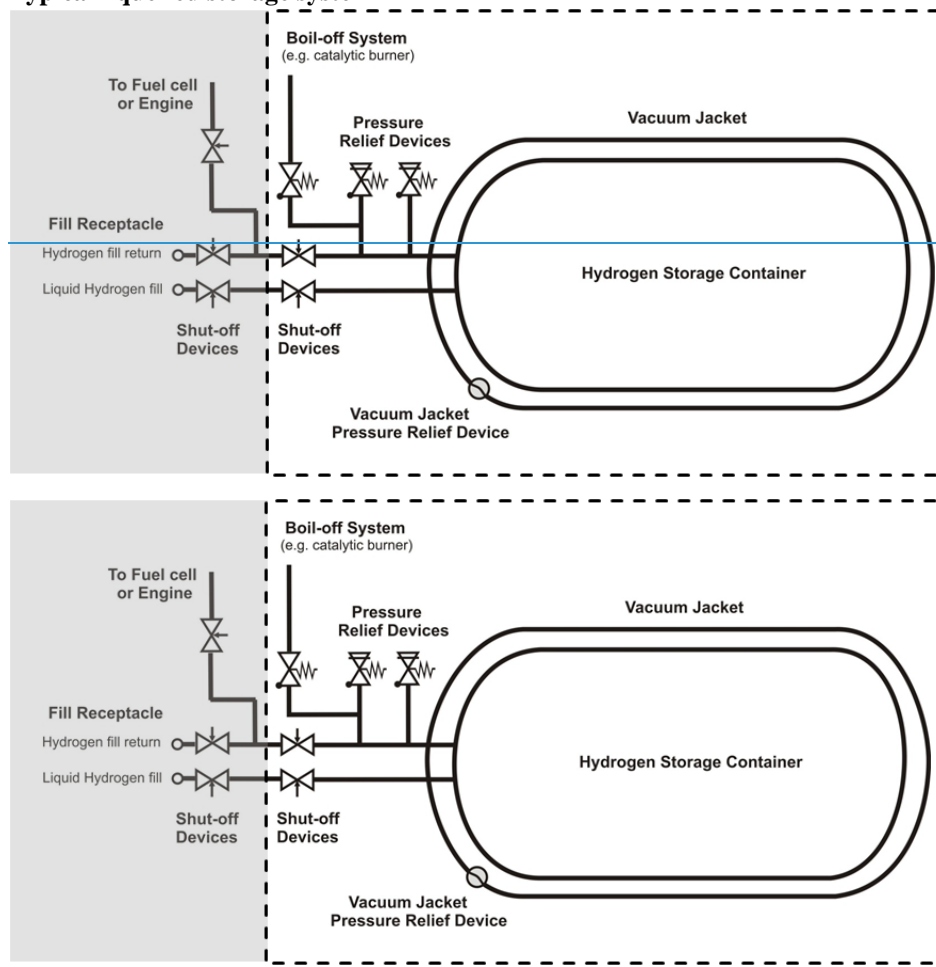 Boil-off System
(e.g. catalytic burner)
To Fuel cell
or Engine
Pressure
Relief Devices
Vacuum Jacket
Fill Receptacle
Hydrogen fill return
Liquid Hydrogen fill
Hydrogen Storage Container
Shut-off
Devices
Shut-off
Devices
Vacuum Jacket
Pressure Relief Device
Boil-off System
(e.g. catalytic burner)
To Fuel cell
or Engine
Pressure
Relief Devices
Vacuum Jacket
Fill Receptacle
Hydrogen fill return
Liquid Hydrogen fill
Hydrogen Storage Container
Shut-off
Devices
Shut-off
Devices
Vacuum Jacket
Pressure Relief Device